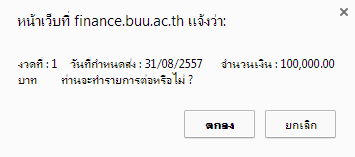 หน้าเว็บที่ finance.buu.ac.th แจ้งว่า:
งวดที่ : 1 วันที่กำหนดส่ง : 31/08/2557 จำนวนเงิน : 100,000.00
บาท ท่านจะทำรายการต่อหรือไม่ ?
ตกลง ยกเลิก